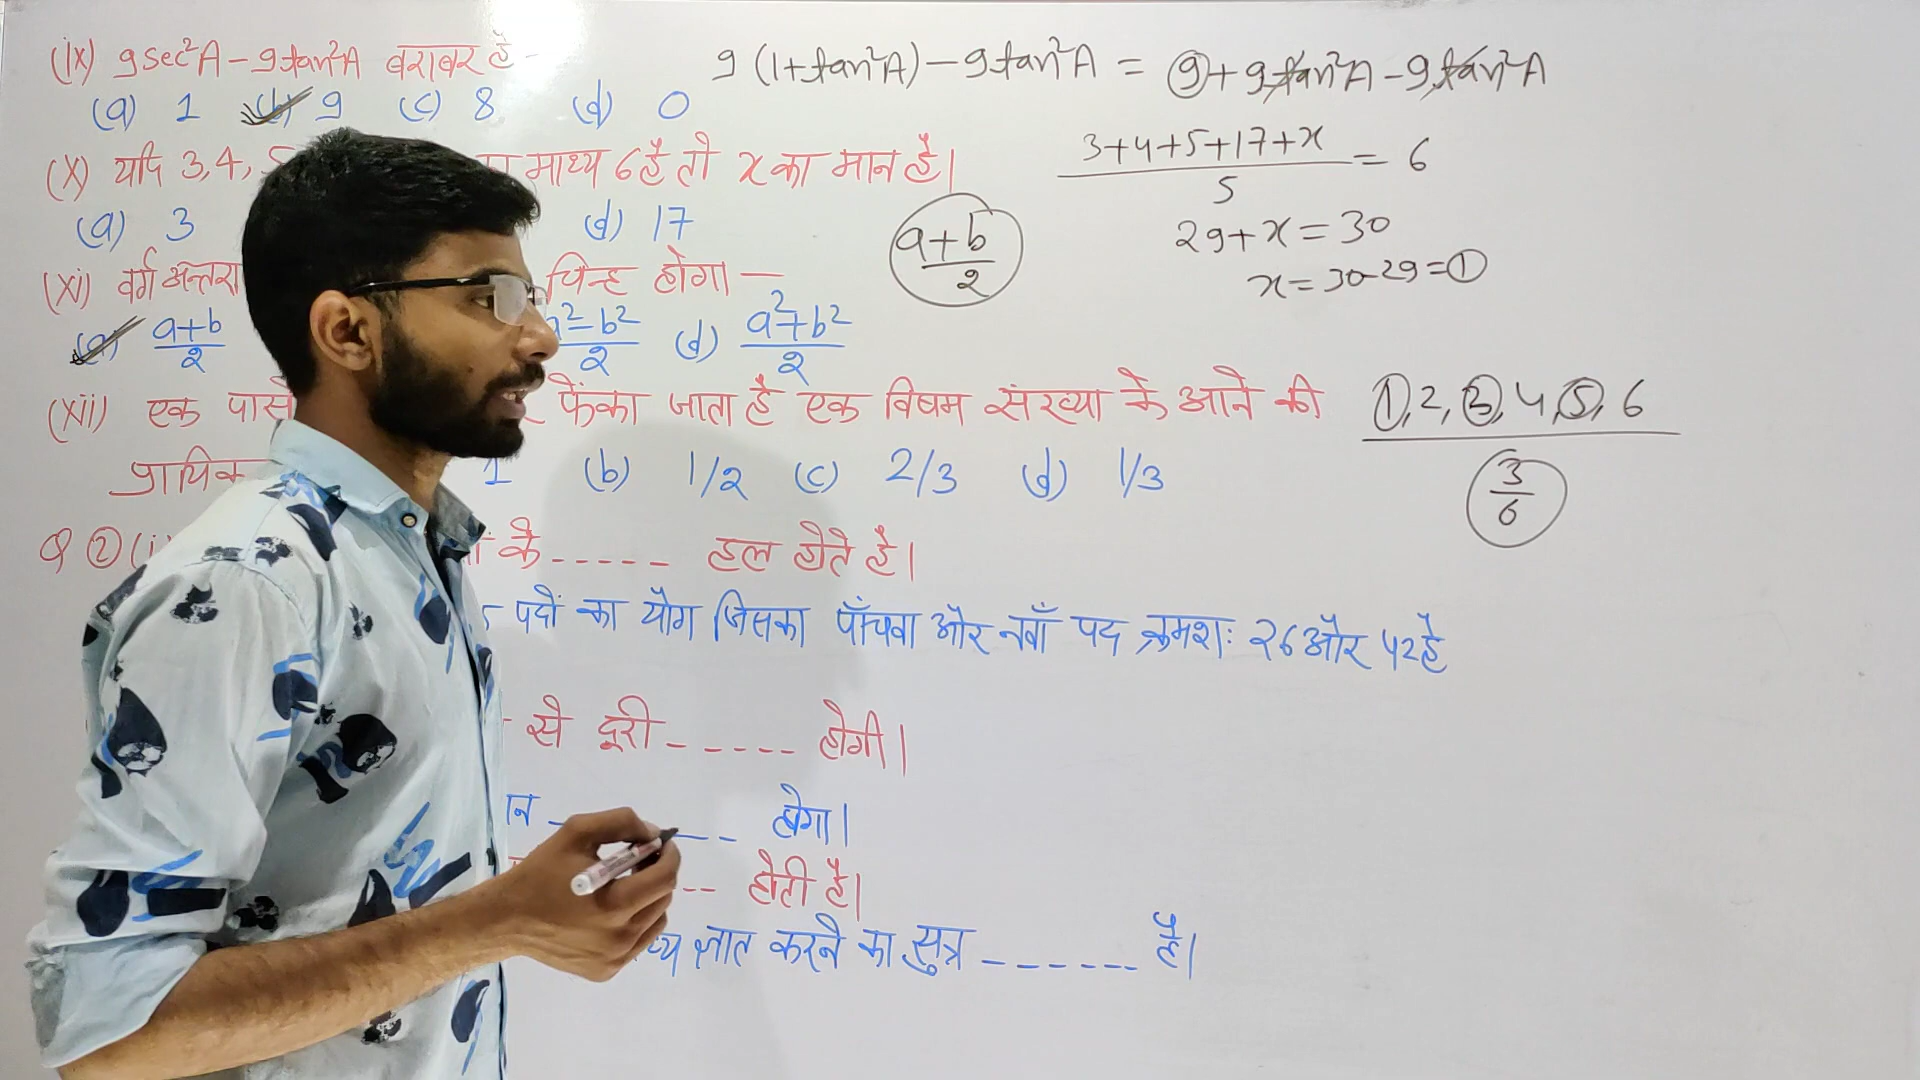 (ix) 9sec²A - 9tan²A बराबर है - 9(1+tan²A) - 9tan²A = 9 + 9tan²A - 9tan²A
(a) 1 (b) 9 (c) 8 (d) 0
(x) यदि 3,4, माध्य 6 है तो x का मान है।
3+4+5+17+x / 5 = 6
(a) 3 (d) 17
a+b / 2
29+x = 30
x = 30-29 = 1
(xi) वर्ग अन्तरा चिन्ह होगा —
(a) a+b / 2 a²-b² / 2 (d) a²+b² / 2
(xii) एक पासे फेंका जाता है एक विषम संख्या के आने की
1, 2, 3, 4, 5, 6
3/6
प्रायिक 1 (b) 1/2 (c) 2/3 (d) 1/3
Q ② (i) के ----- हल होते है।
पदों का योग जिसका पाँचवा और नवाँ पद क्रमश: 26 और 42 है
से दूरी ----- होगी।
होगा।
-- होती है।
ज्ञात करने का सुत्र ------ है।